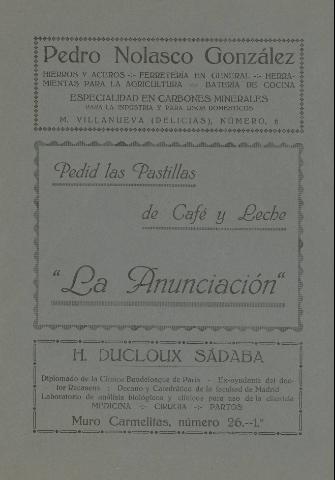 Pedro Nolasco González
HIERROS Y ACEROS -:- FERRETERÍA EN GENERAL -:- HERRA-
MIENTAS PARA LA AGRICULTURA -:- BATERÍA DE COCINA
ESPECIALIDAD EN CARBONES MINERALES
PARA LA INDUSTRIA Y PARA USOS DOMÉSTICOS
M. VILLANUEVA (DELICIAS), NÚMERO, 6
Pedid las Pastillas
de Café y Leche
"La Anunciación"
H. DUCLOUX SÁDABA
Diplomado de la Clínica Baudeloque de París - Ex-ayudante del doc-
tor Recasens : Decano y Catedrático de la facultad de Madrid
Laboratorio de análisis biológicos y clínicos para uso de la clientela
MEDICINA -:- CIRUGIA -:- PARTOS
Muro Carmelitas, número 26.--1.º